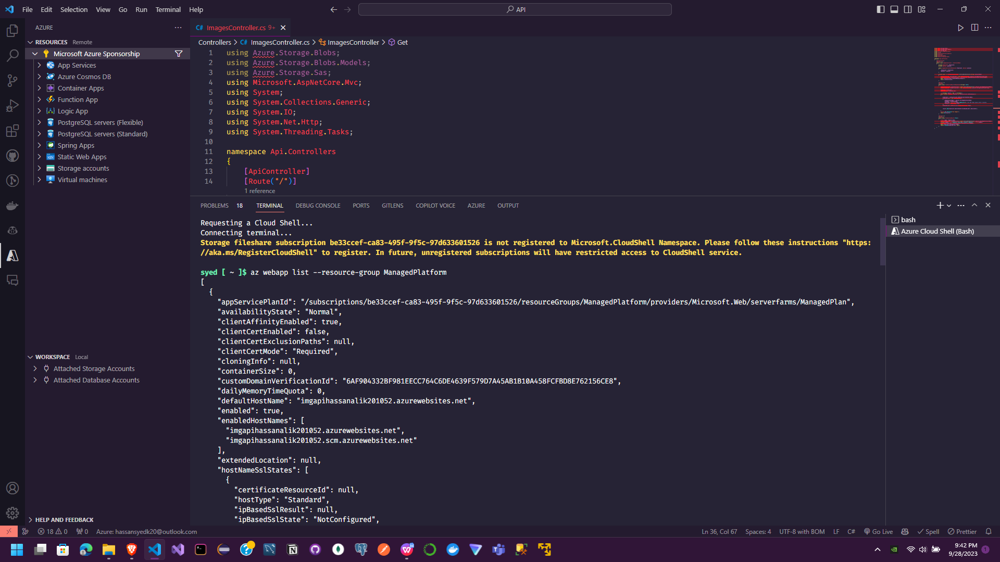 File Edit Selection View Go Run Terminal Help
API
AZURE
RESOURCES Remote
Microsoft Azure Sponsorship
App Services
Azure Cosmos DB
Container Apps
Function App
Logic App
PostgreSQL servers (Flexible)
PostgreSQL servers (Standard)
Spring Apps
Static Web Apps
Storage accounts
Virtual machines
WORKSPACE Local
Attached Storage Accounts
Attached Database Accounts
HELP AND FEEDBACK
C# ImagesController.cs 9+
Controllers > C# ImagesController.cs > ImagesController > Get
1 using Azure.Storage.Blobs;
2 using Azure.Storage.Blobs.Models;
3 using Azure.Storage.Sas;
4 using Microsoft.AspNetCore.Mvc;
5 using System;
6 using System.Collections.Generic;
7 using System.IO;
8 using System.Net.Http;
9 using System.Threading.Tasks;
10
11 namespace Api.Controllers
12 {
13 [ApiController]
14 [Route("/")]
1 reference
PROBLEMS 18 TERMINAL DEBUG CONSOLE PORTS GITLENS COPILOT VOICE AZURE OUTPUT
bash
Azure Cloud Shell (Bash)
Requesting a Cloud Shell...
Connecting terminal...
Storage fileshare subscription be33ccef-ca83-495f-9f5c-97d633601526 is not registered to Microsoft.CloudShell Namespace. Please follow these instructions "https:
//aka.ms/RegisterCloudShell" to register. In future, unregistered subscriptions will have restricted access to CloudShell service.
syed [ ~ ]$ az webapp list --resource-group ManagedPlatform
[
{
"appServicePlanId": "/subscriptions/be33ccef-ca83-495f-9f5c-97d633601526/resourceGroups/ManagedPlatform/providers/Microsoft.Web/serverfarms/ManagedPlan",
"availabilityState": "Normal",
"clientAffinityEnabled": true,
"clientCertEnabled": false,
"clientCertExclusionPaths": null,
"clientCertMode": "Required",
"cloningInfo": null,
"containerSize": 0,
"customDomainVerificationId": "6AF904332BF981EECC764C6DE4639F579D7A45AB1B10A458FCFBD8E762156CE8",
"dailyMemoryTimeQuota": 0,
"defaultHostName": "imgapihassanalik201052.azurewebsites.net",
"enabled": true,
"enabledHostNames": [
"imgapihassanalik201052.azurewebsites.net",
"imgapihassanalik201052.scm.azurewebsites.net"
],
"extendedLocation": null,
"hostNameSslStates": [
{
"certificateResourceId": null,
"hostType": "Standard",
"ipBasedSslResult": null,
"ipBasedSslState": "NotConfigured",
18 0 0 Azure: hassansyedk20@outlook.com Ln 36, Col 67 Spaces: 4 UTF-8 with BOM LF C# Go Live Spell Prettier
9:42 PM
9/28/2023
1